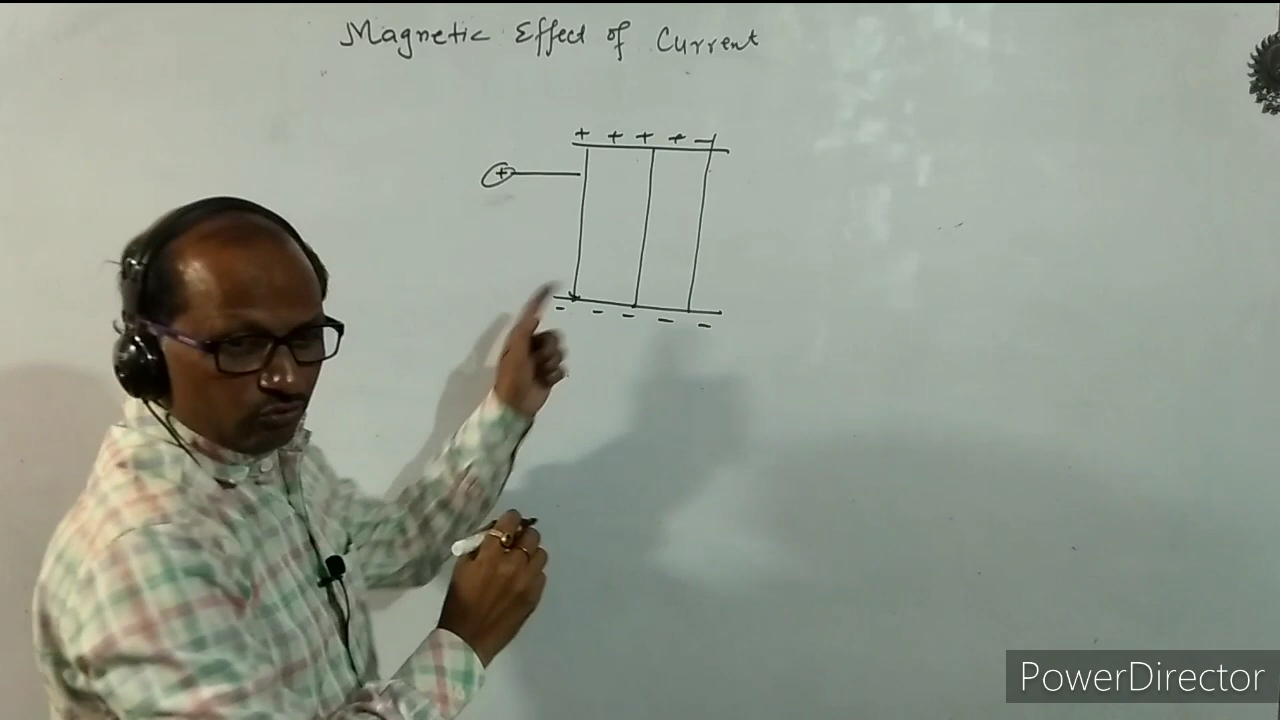 Magnetic Effect of Current
+ + + + +
+
- - - - -
PowerDirector